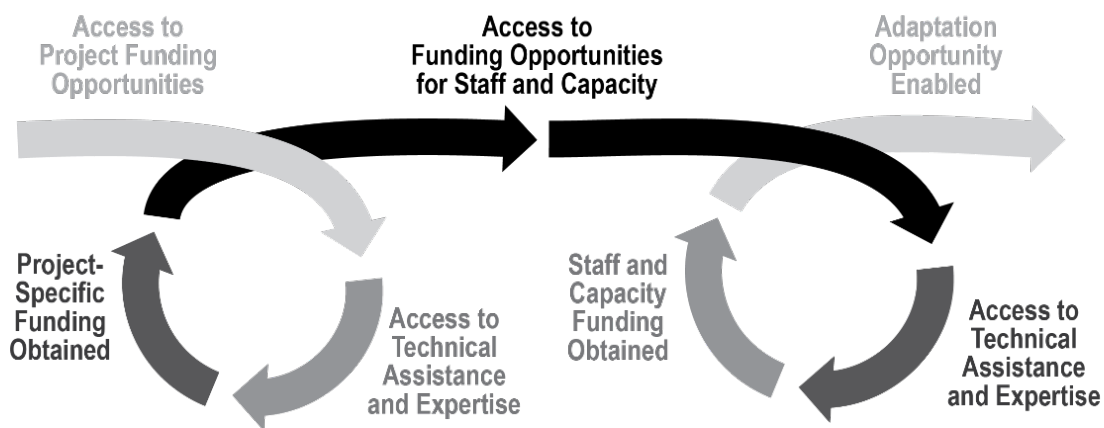 Access to
Project Funding
Opportunities
Access to
Funding Opportunities
for Staff and Capacity
Adaptation
Opportunity
Enabled
Project-
Specific
Funding
Obtained
Access to
Technical
Assistance
and Expertise
Staff and
Capacity
Funding
Obtained
Access to
Technical
Assistance
and Expertise